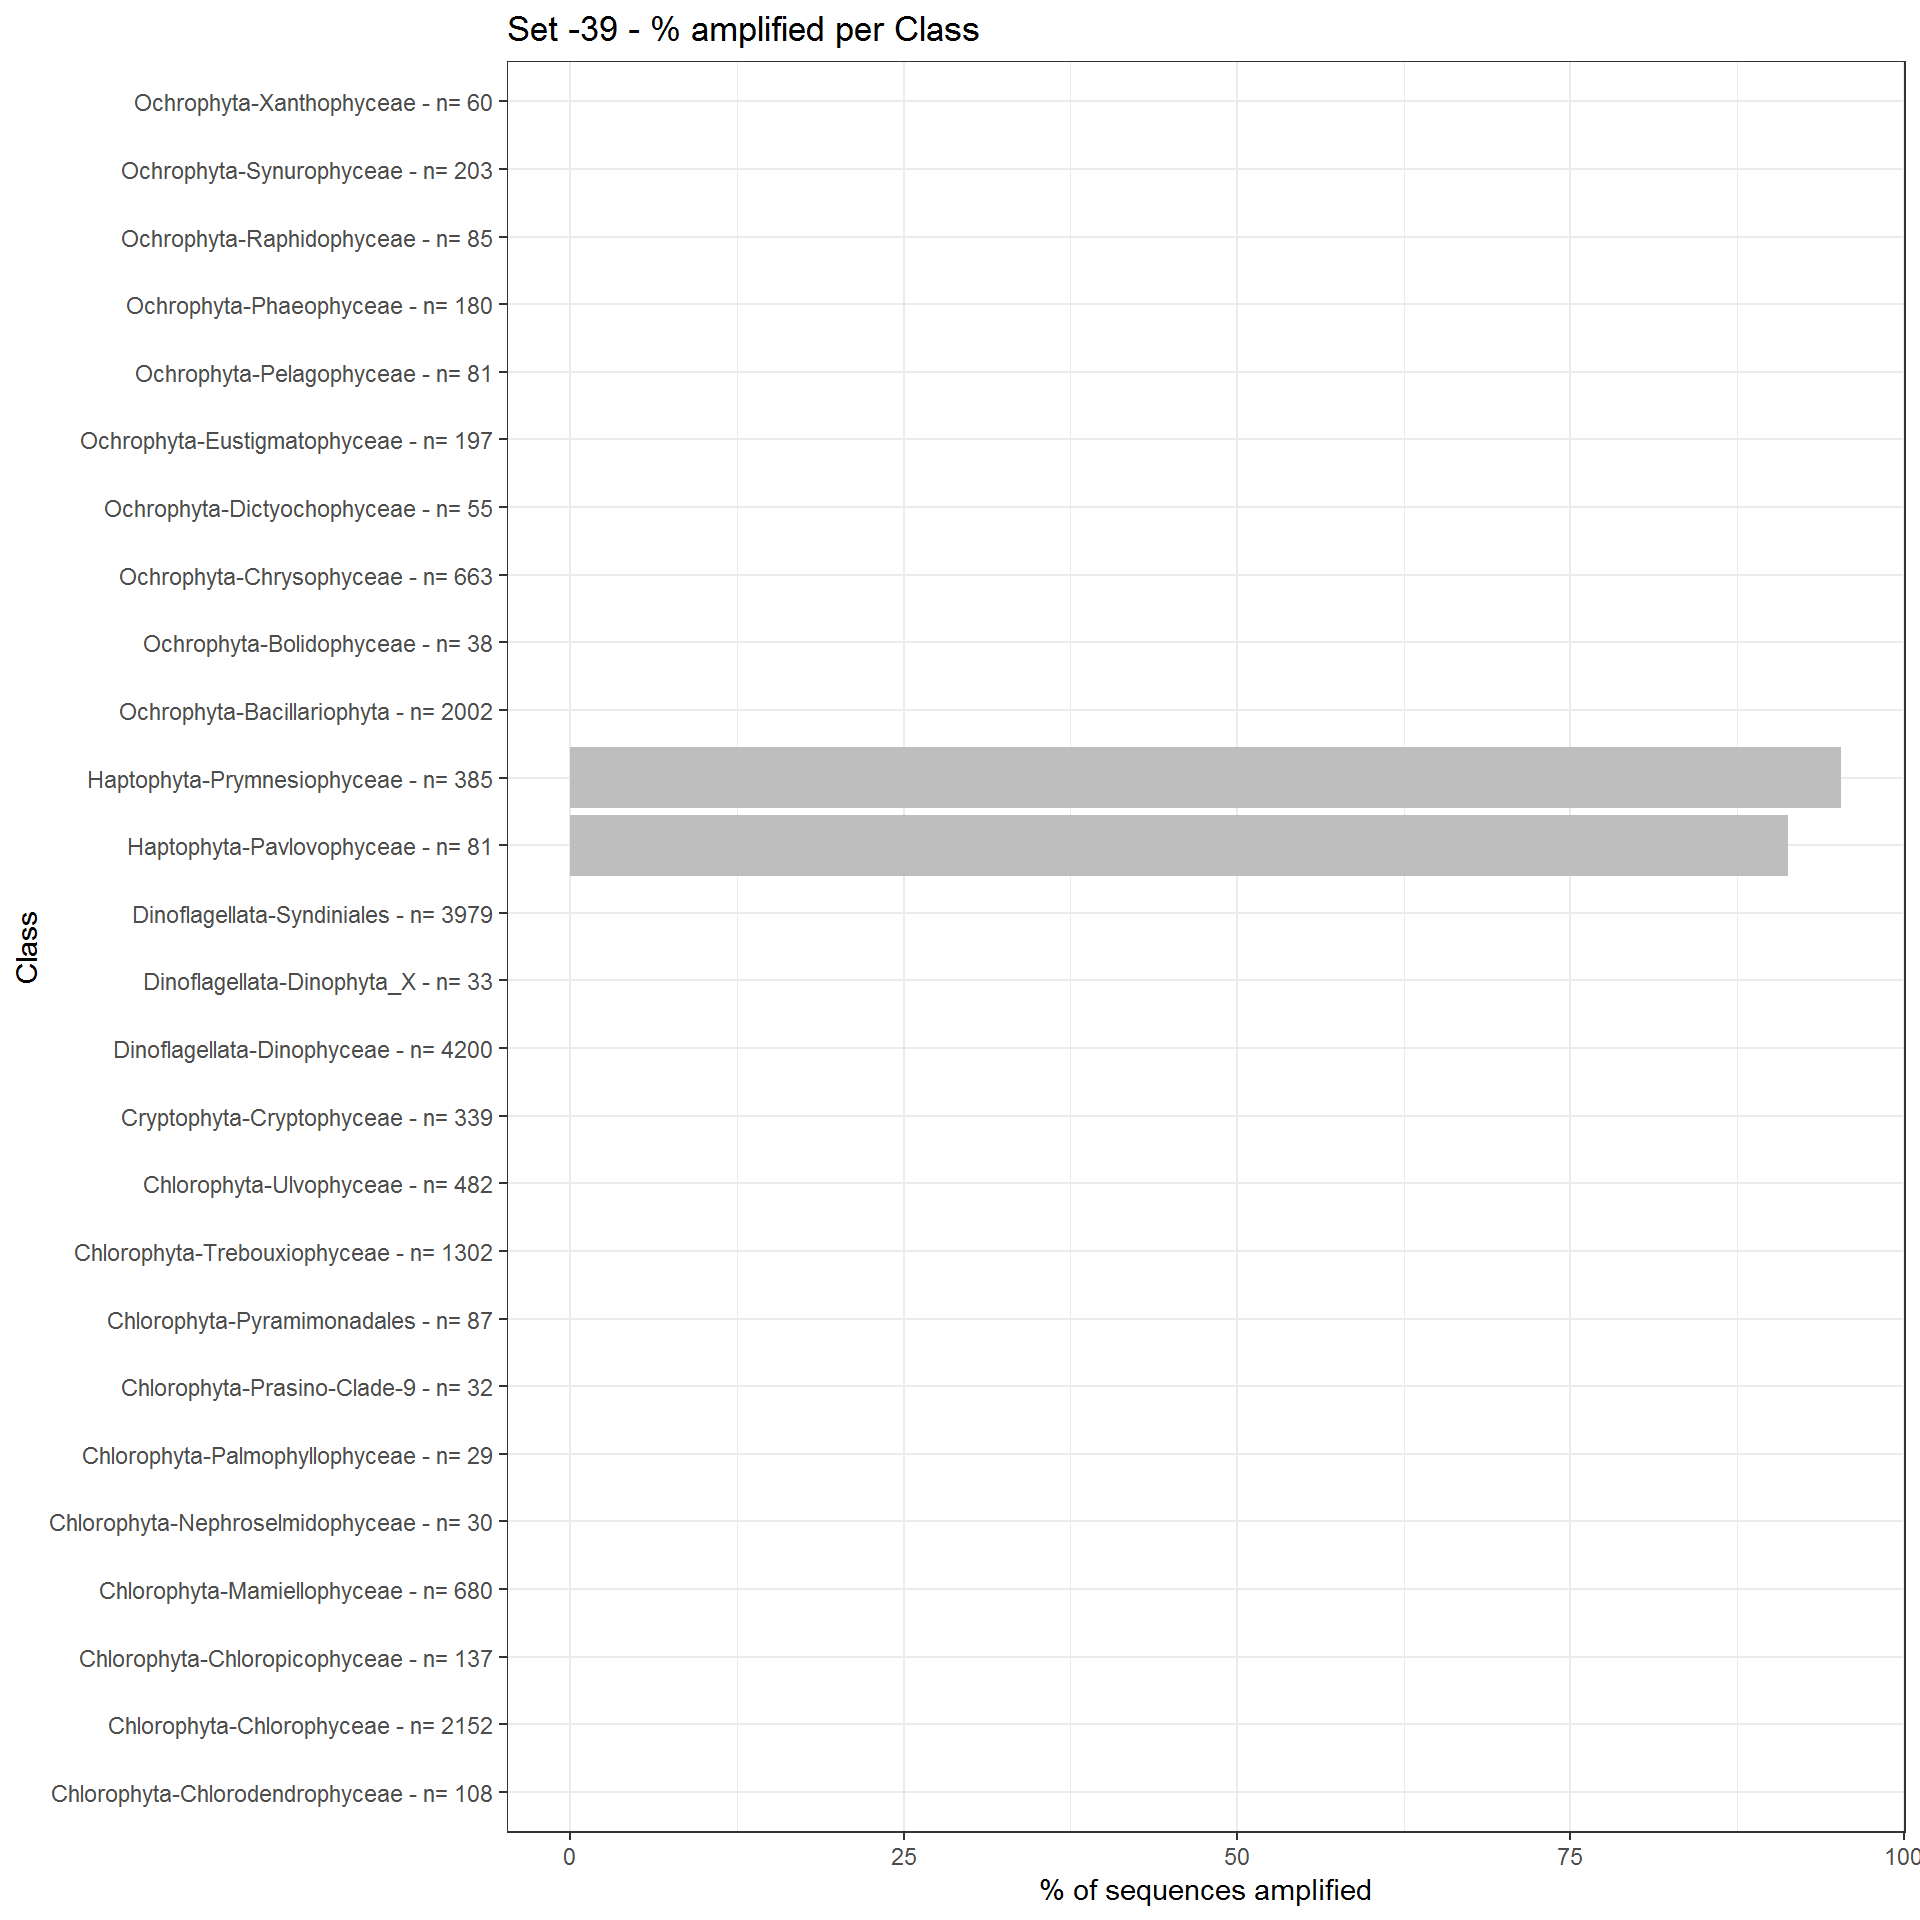 Set -39 - % amplified per Class
Ochrophyta-Xanthophyceae - n= 60
Ochrophyta-Synurophyceae - n= 203
Ochrophyta-Raphidophyceae - n= 85
Ochrophyta-Phaeophyceae - n= 180
Ochrophyta-Pelagophyceae - n= 81
Ochrophyta-Eustigmatophyceae - n= 197
Ochrophyta-Dictyochophyceae - n= 55
Ochrophyta-Chrysophyceae - n= 663
Ochrophyta-Bolidophyceae - n= 38
Ochrophyta-Bacillariophyta - n= 2002
Haptophyta-Prymnesiophyceae - n= 385
Haptophyta-Pavlovophyceae - n= 81
Dinoflagellata-Syndiniales - n= 3979
Dinoflagellata-Dinophyta_X - n= 33
Dinoflagellata-Dinophyceae - n= 4200
Cryptophyta-Cryptophyceae - n= 339
Chlorophyta-Ulvophyceae - n= 482
Chlorophyta-Trebouxiophyceae - n= 1302
Chlorophyta-Pyramimonadales - n= 87
Chlorophyta-Prasino-Clade-9 - n= 32
Chlorophyta-Palmophyllophyceae - n= 29
Chlorophyta-Nephroselmidophyceae - n= 30
Chlorophyta-Mamiellophyceae - n= 680
Chlorophyta-Chloropicophyceae - n= 137
Chlorophyta-Chlorophyceae - n= 2152
Chlorophyta-Chlorodendrophyceae - n= 108
Class
0 25 50 75 100
% of sequences amplified